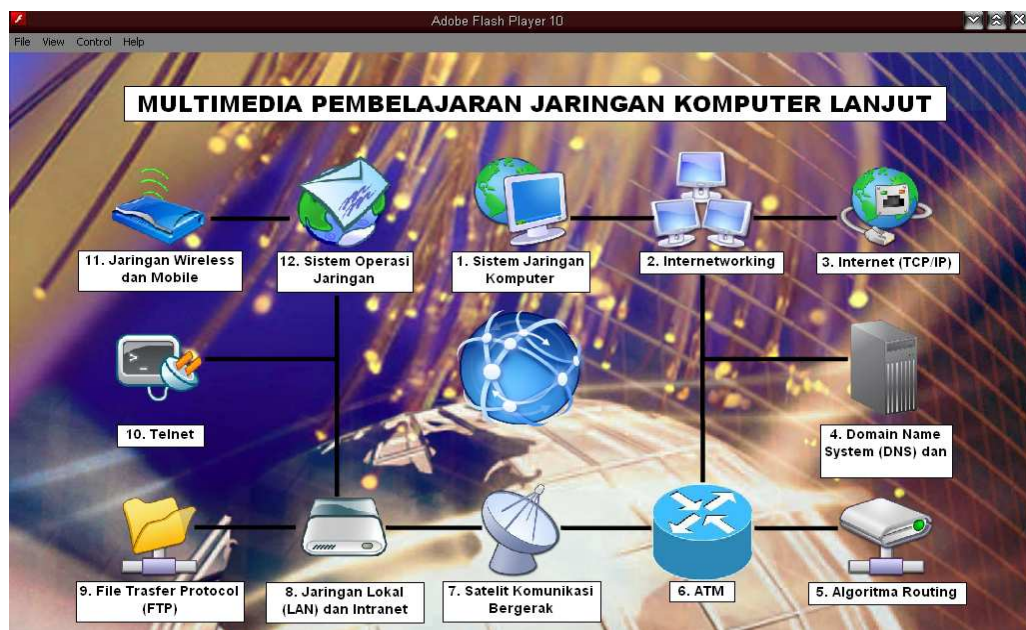 Adobe Flash Player 10
File View Control Help
MULTIMEDIA PEMBELAJARAN JARINGAN KOMPUTER LANJUT
11. Jaringan Wireless
dan Mobile
12. Sistem Operasi
Jaringan
1. Sistem Jaringan
Komputer
2. Internetworking
3. Internet (TCP/IP)
>_
10. Telnet
4. Domain Name
System (DNS) dan
9. File Trasfer Protocol
(FTP)
8. Jaringan Lokal
(LAN) dan Intranet
7. Satelit Komunikasi
Bergerak
6. ATM
5. Algoritma Routing